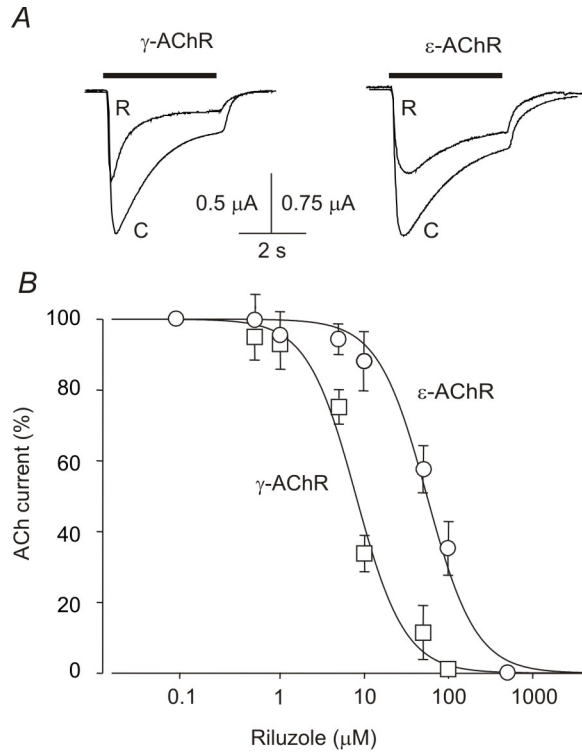 A
γ-AChR
ε-AChR
R
R
C
C
0.5 μA
0.75 μA
2 s
B
100
80
60
40
20
0
ACh current (%)
ε-AChR
γ-AChR
0.1
1
10
100
1000
Riluzole (μM)